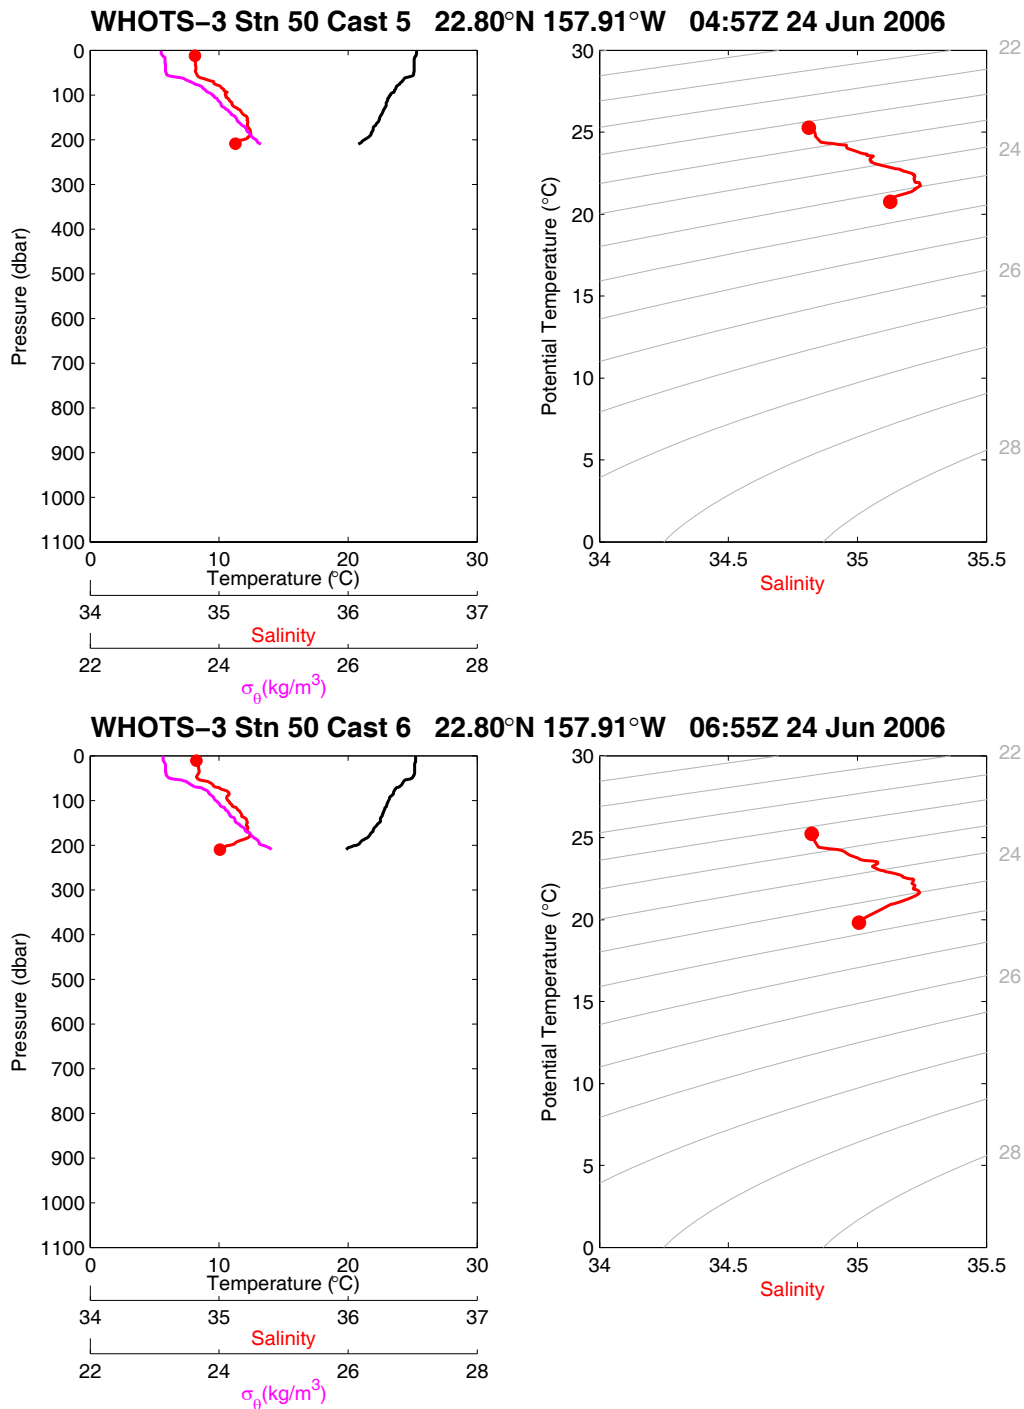 WHOTS−3 Stn 50 Cast 5 22.80°N 157.91°W 04:57Z 24 Jun 2006
0
100
200
300
400
500
600
700
800
900
1000
1100
Pressure (dbar)
0 10 20 30
Temperature (°C)
34 35 36 37
Salinity
22 24 26 28
σθ(kg/m3)
30
25
20
15
10
5
0
Potential Temperature (°C)
34 34.5 35 35.5
Salinity
22
24
26
28
WHOTS−3 Stn 50 Cast 6 22.80°N 157.91°W 06:55Z 24 Jun 2006
0
100
200
300
400
500
600
700
800
900
1000
1100
Pressure (dbar)
0 10 20 30
Temperature (°C)
34 35 36 37
Salinity
22 24 26 28
σθ(kg/m3)
30
25
20
15
10
5
0
Potential Temperature (°C)
34 34.5 35 35.5
Salinity
22
24
26
28